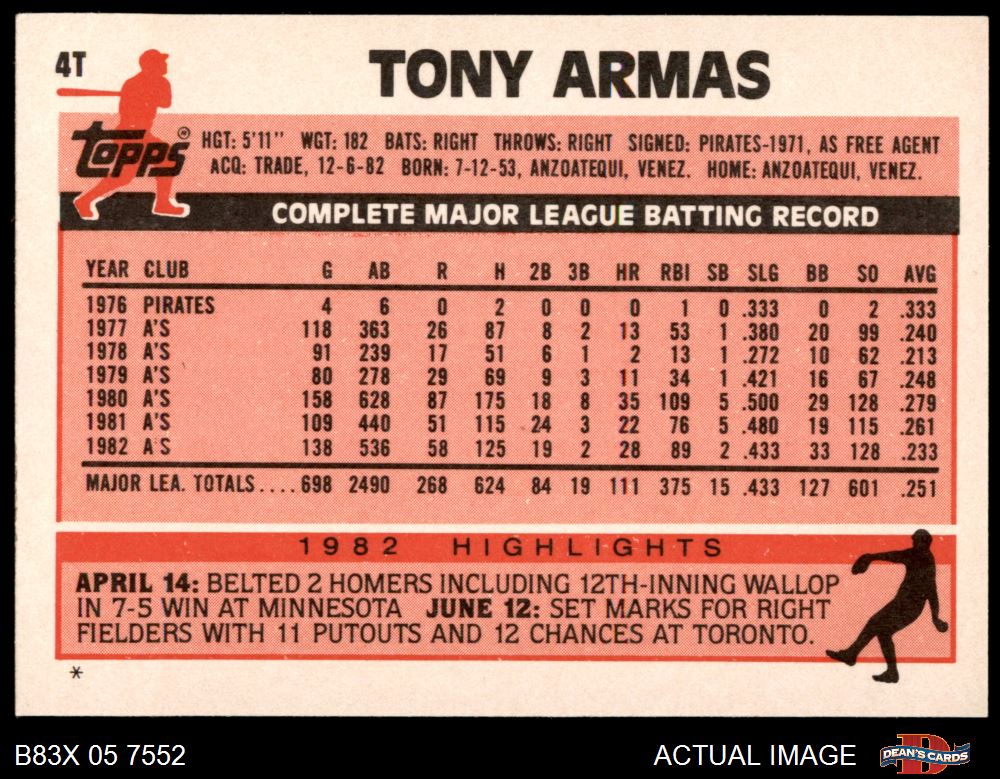 4T
TONY ARMAS
Topps ®
HGT: 5'11" WGT: 182 BATS: RIGHT THROWS: RIGHT SIGNED: PIRATES-1971, AS FREE AGENT
ACQ: TRADE, 12-6-82 BORN: 7-12-53, ANZOATEQUI, VENEZ. HOME: ANZOATEQUI, VENEZ.
COMPLETE MAJOR LEAGUE BATTING RECORD
YEAR CLUB G AB R H 2B 3B HR RBI SB SLG BB SO AVG
1976 PIRATES 4 6 0 2 0 0 0 1 0 .333 0 2 .333
1977 A'S 118 363 26 87 8 2 13 53 1 .380 20 99 .240
1978 A'S 91 239 17 51 6 1 2 13 1 .272 10 62 .213
1979 A'S 80 278 29 69 9 3 11 34 1 .421 16 67 .248
1980 A'S 158 628 87 175 18 8 35 109 5 .500 29 128 .279
1981 A'S 109 440 51 115 24 3 22 76 5 .480 19 115 .261
1982 A'S 138 536 58 125 19 2 28 89 2 .433 33 128 .233
MAJOR LEA. TOTALS....698 2490 268 624 84 19 111 375 15 .433 127 601 .251
1982 HIGHLIGHTS
APRIL 14: BELTED 2 HOMERS INCLUDING 12TH-INNING WALLOP
IN 7-5 WIN AT MINNESOTA JUNE 12: SET MARKS FOR RIGHT
FIELDERS WITH 11 PUTOUTS AND 12 CHANCES AT TORONTO.
*
B83X 05 7552 ACTUAL IMAGE DEAN'S CARDS